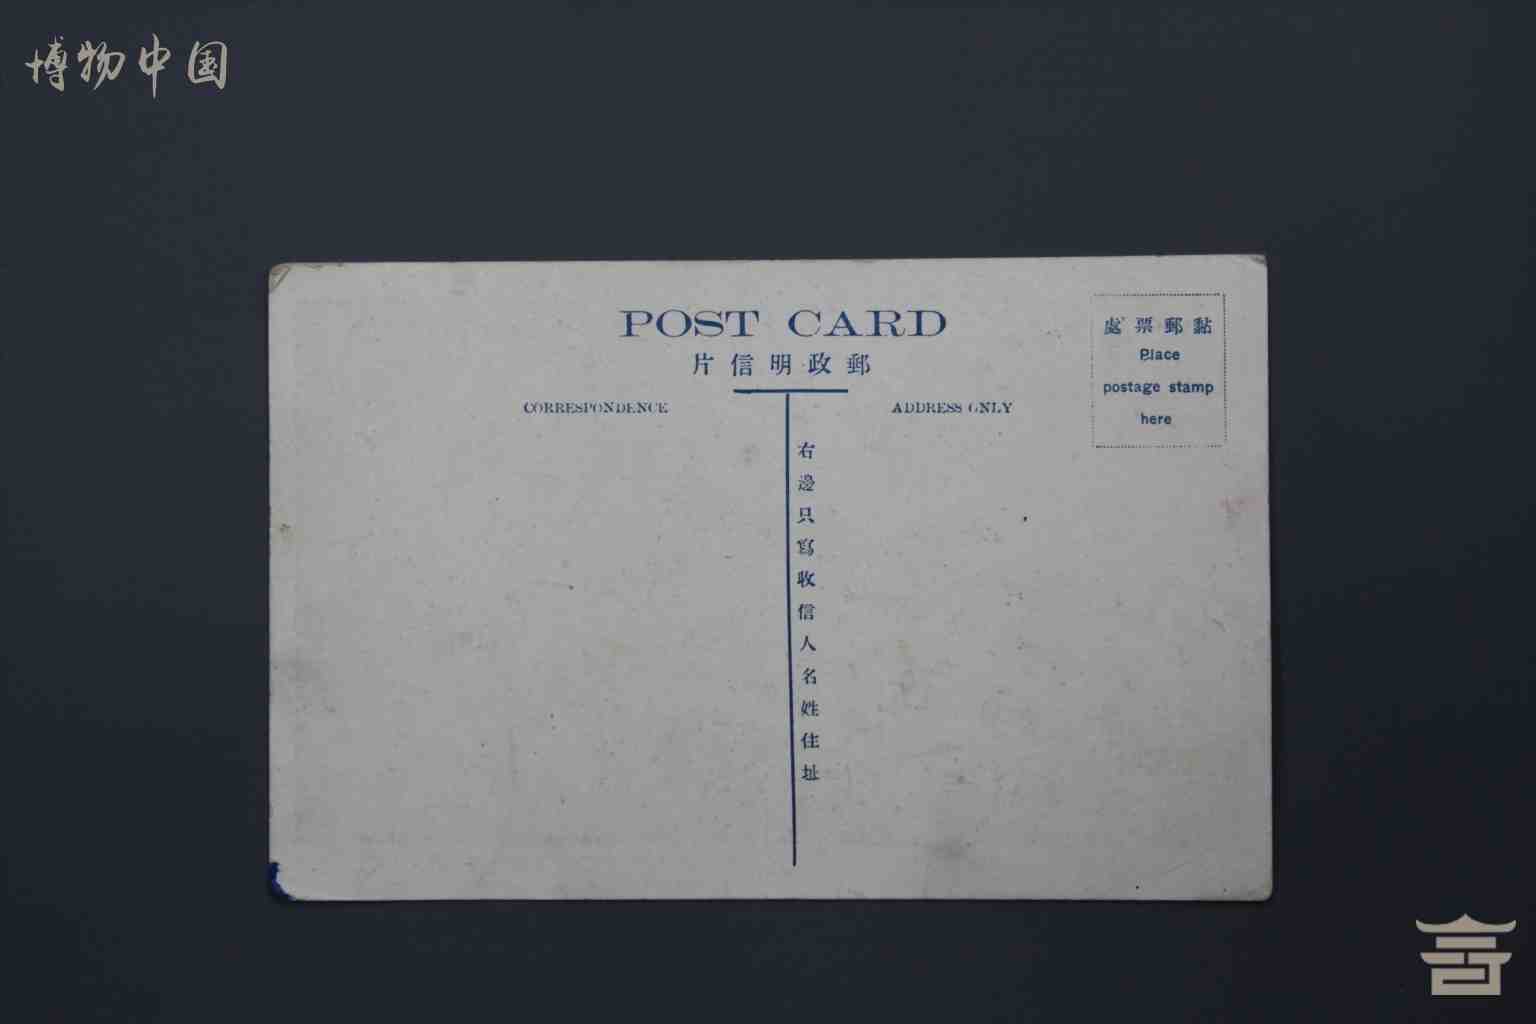 博物中国
POST CARD
片信明政郵
CORRESPONDENCE
ADDRESS ONLY
處票郵黏
Place
postage stamp
here
右邊只寫收信人名姓住址